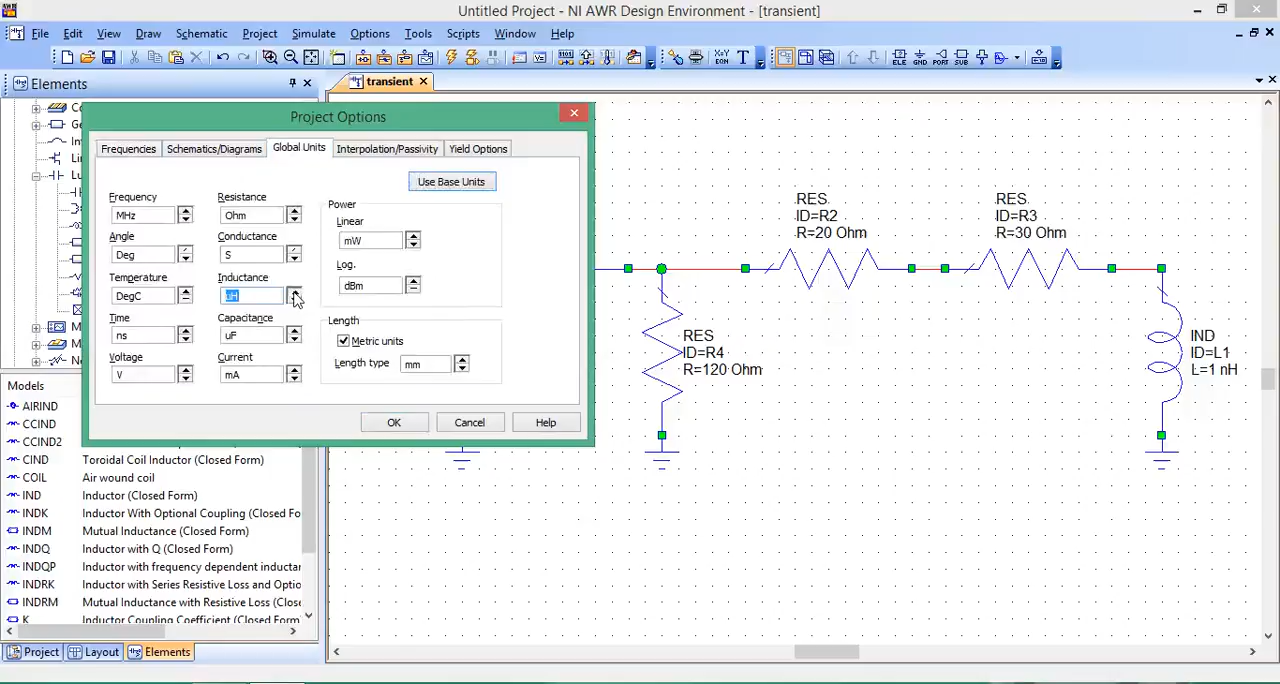 Untitled Project - NI AWR Design Environment - [transient]
File Edit View Draw Schematic Project Simulate Options Tools Scripts Window Help
Elements
transient
Project Options
Frequencies Schematics/Diagrams Global Units Interpolation/Passivity Yield Options
Use Base Units
Frequency Resistance Power
MHz Ohm Linear
Angle Conductance mW
Deg S Log.
Temperature Inductance dBm
DegC uH
Time Capacitance Length
ns uF Metric units
Voltage Current Length type mm
V mA
OK Cancel Help
RES
ID=R2
R=20 Ohm
RES
ID=R3
R=30 Ohm
RES
ID=R4
R=120 Ohm
IND
ID=L1
L=1 nH
Models
AIRIND
CCIND
CCIND2
CIND Toroidal Coil Inductor (Closed Form)
COIL Air wound coil
IND Inductor (Closed Form)
INDK Inductor With Optional Coupling (Closed Fo
INDM Mutual Inductance (Closed Form)
INDQ Inductor with Q (Closed Form)
INDQP Inductor with frequency dependent inducta
INDRK Inductor with Series Resistive Loss and Optio
INDRM Mutual Inductance with Resistive Loss (Close
K Inductor Coupling Coefficient (Closed Form)
Project Layout Elements